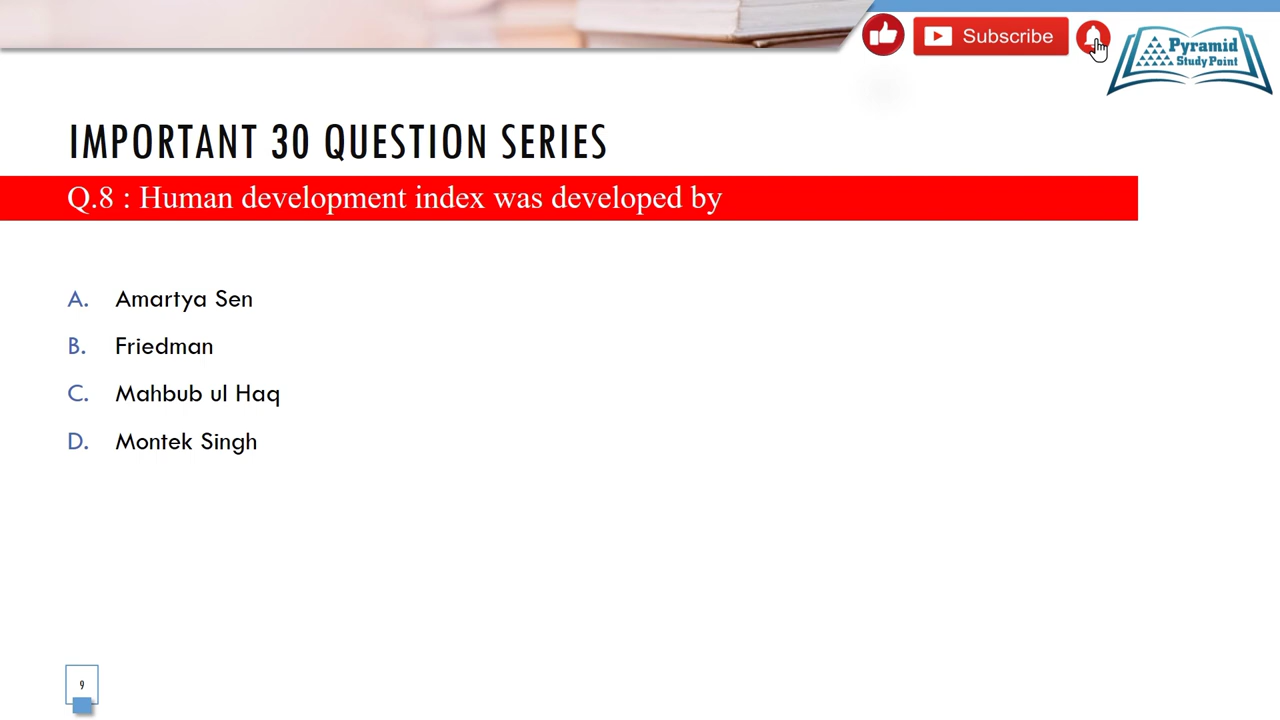 Subscribe
Pyramid
Study Point
IMPORTANT 30 QUESTION SERIES
Q.8 : Human development index was developed by
A. Amartya Sen
B. Friedman
C. Mahbub ul Haq
D. Montek Singh
9